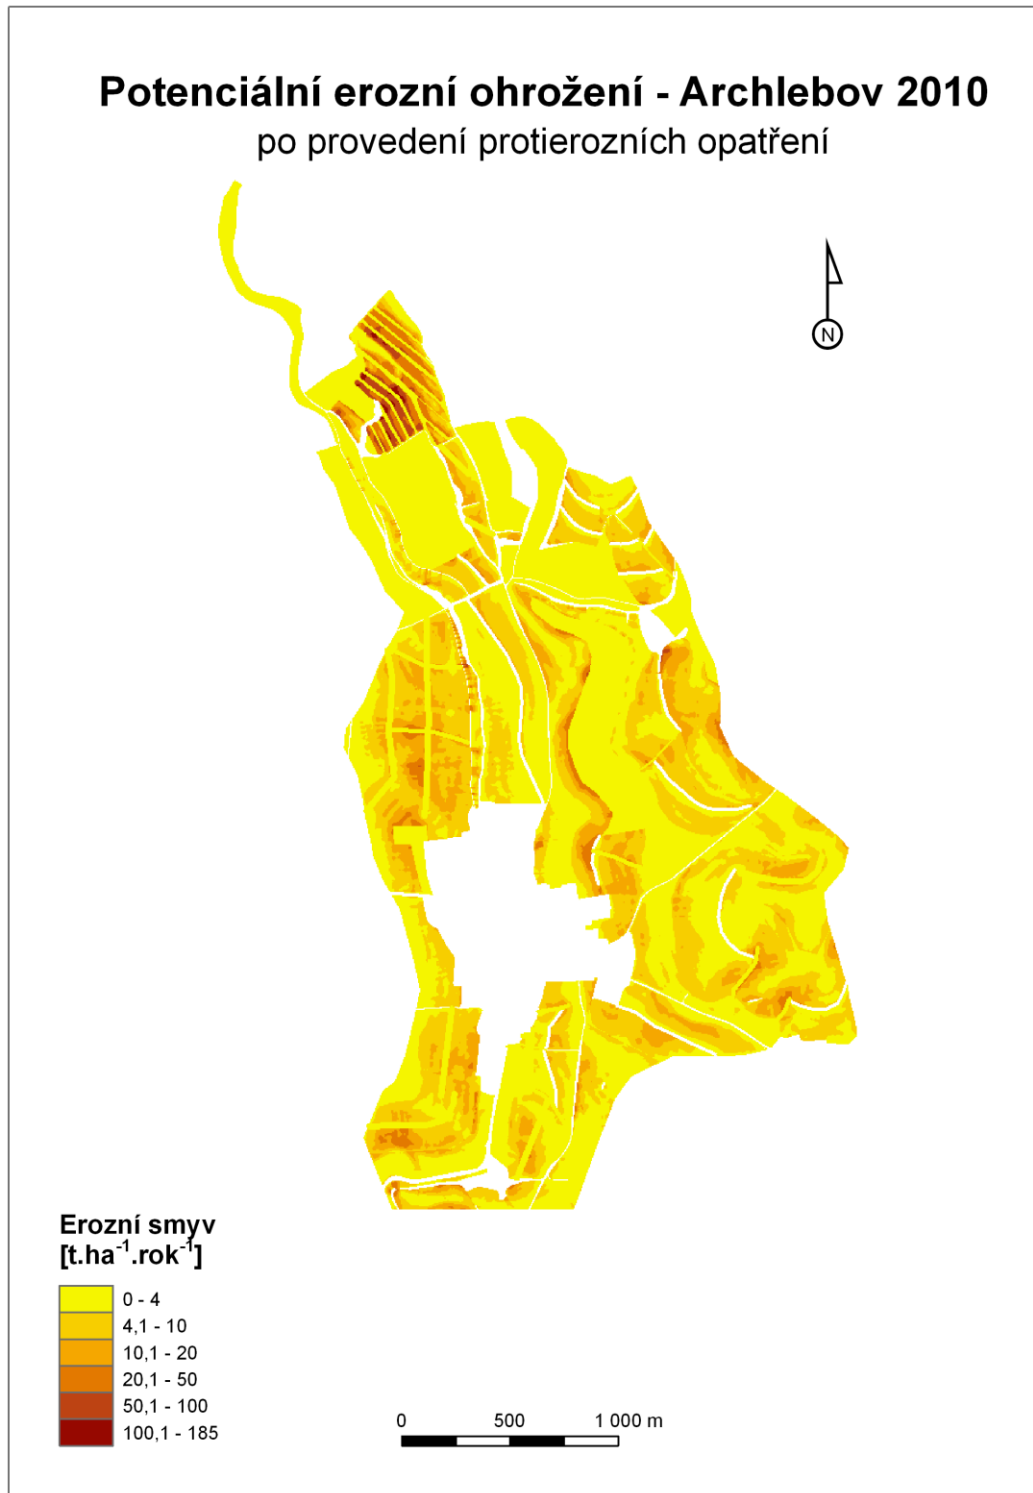 Potenciální erozní ohrožení - Archlebov 2010
po provedení protierozních opatření
N
Erozní smyv
[t.ha⁻¹.rok⁻¹]
0 - 4
4,1 - 10
10,1 - 20
20,1 - 50
50,1 - 100
100,1 - 185
0 500 1 000 m